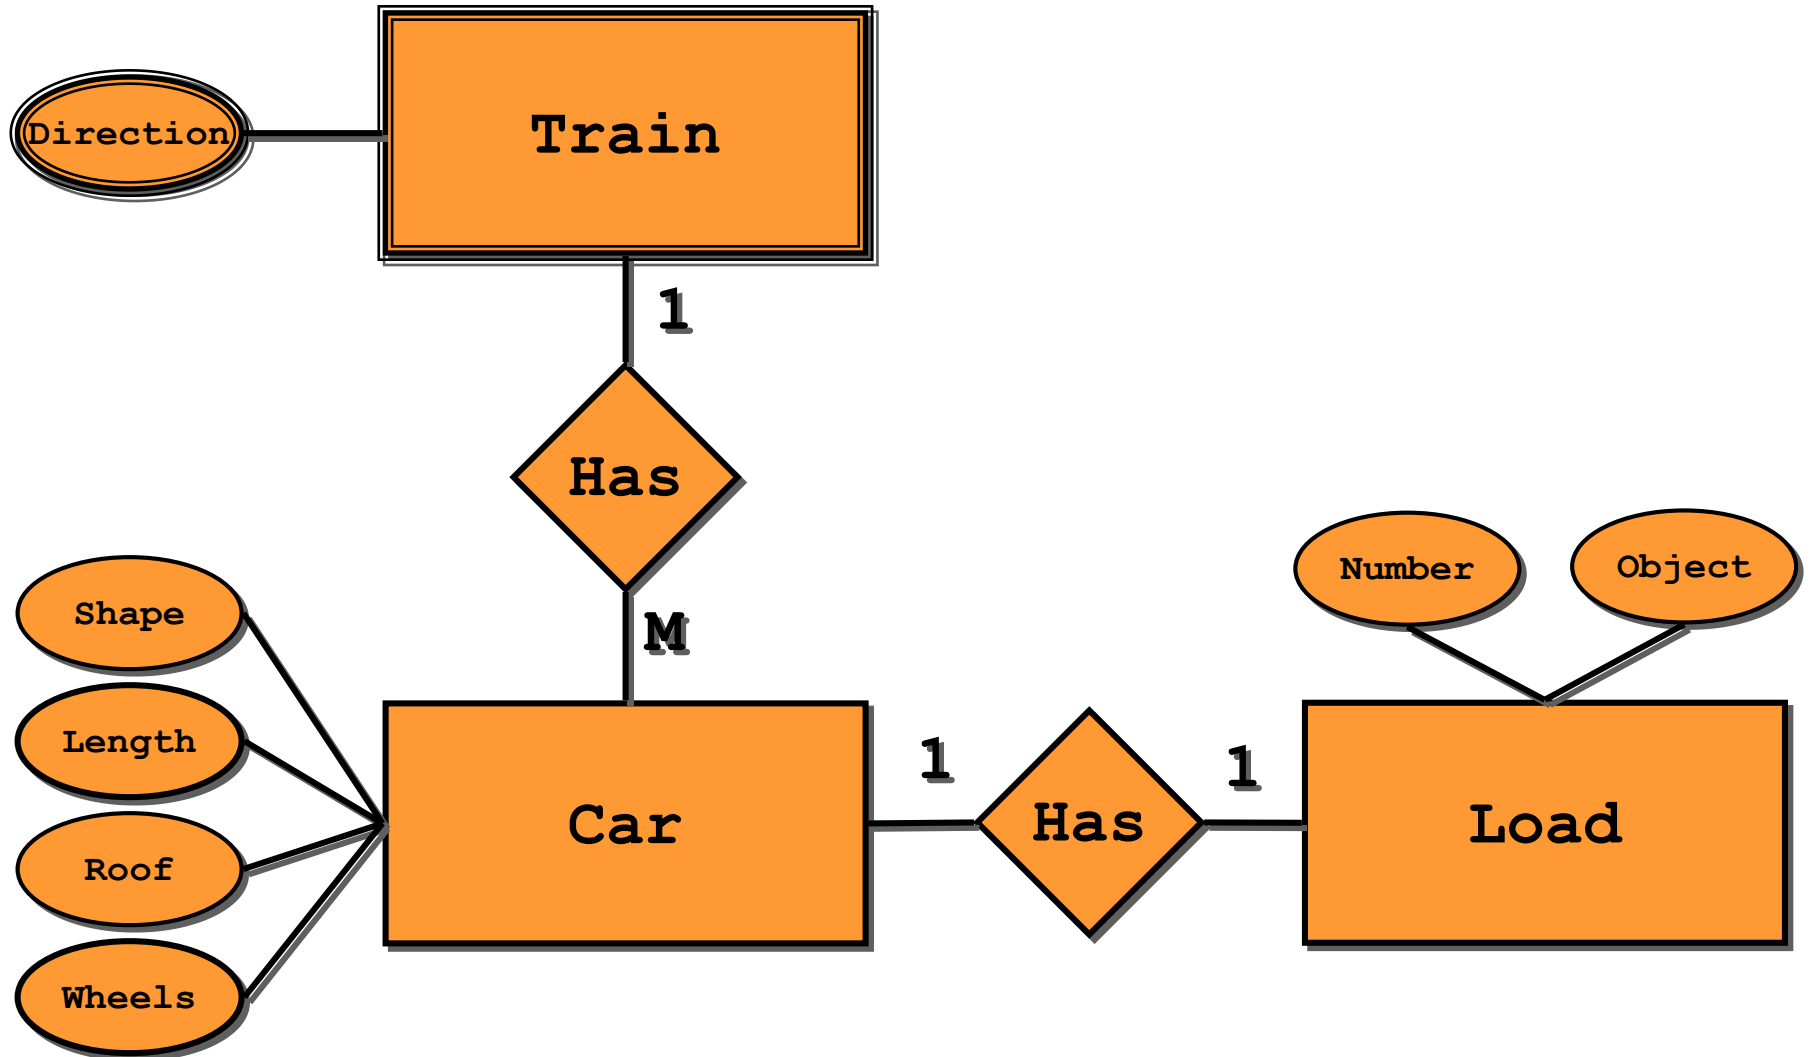 Direction
Train
1
Has
M
Shape
Length
Roof
Wheels
Car
1
Has
1
Number
Object
Load